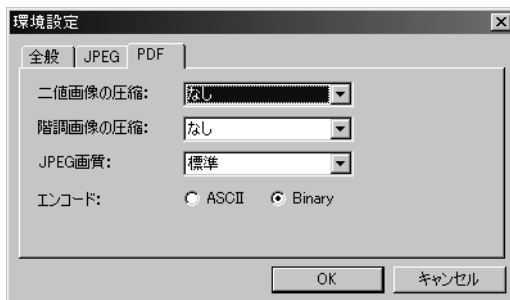 環境設定
全般 JPEG PDF
二値画像の圧縮: なし
階調画像の圧縮: なし
JPEG画質: 標準
エンコード: ASCII Binary
OK キャンセル